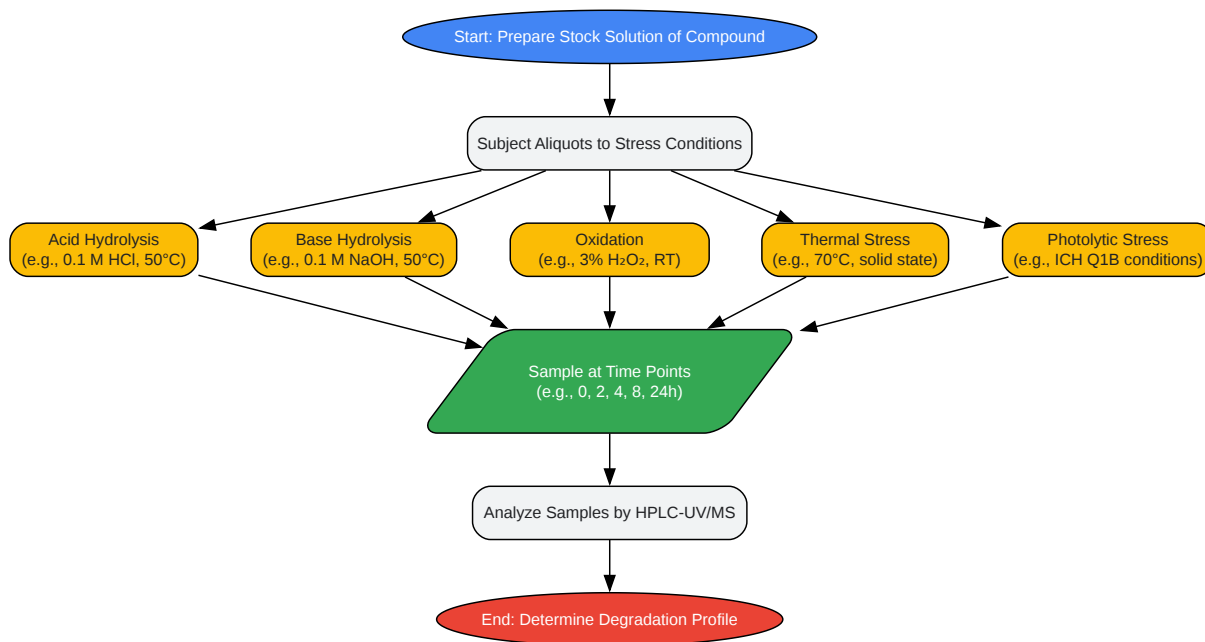 Start: Prepare Stock Solution of Compound
Subject Aliquots to Stress Conditions
Acid Hydrolysis
(e.g., 0.1 M HCl, 50°C)
Base Hydrolysis
(e.g., 0.1 M NaOH, 50°C)
Oxidation
(e.g., 3% H₂O₂, RT)
Thermal Stress
(e.g., 70°C, solid state)
Photolytic Stress
(e.g., ICH Q1B conditions)
Sample at Time Points
(e.g., 0, 2, 4, 8, 24h)
Analyze Samples by HPLC-UV/MS
End: Determine Degradation Profile